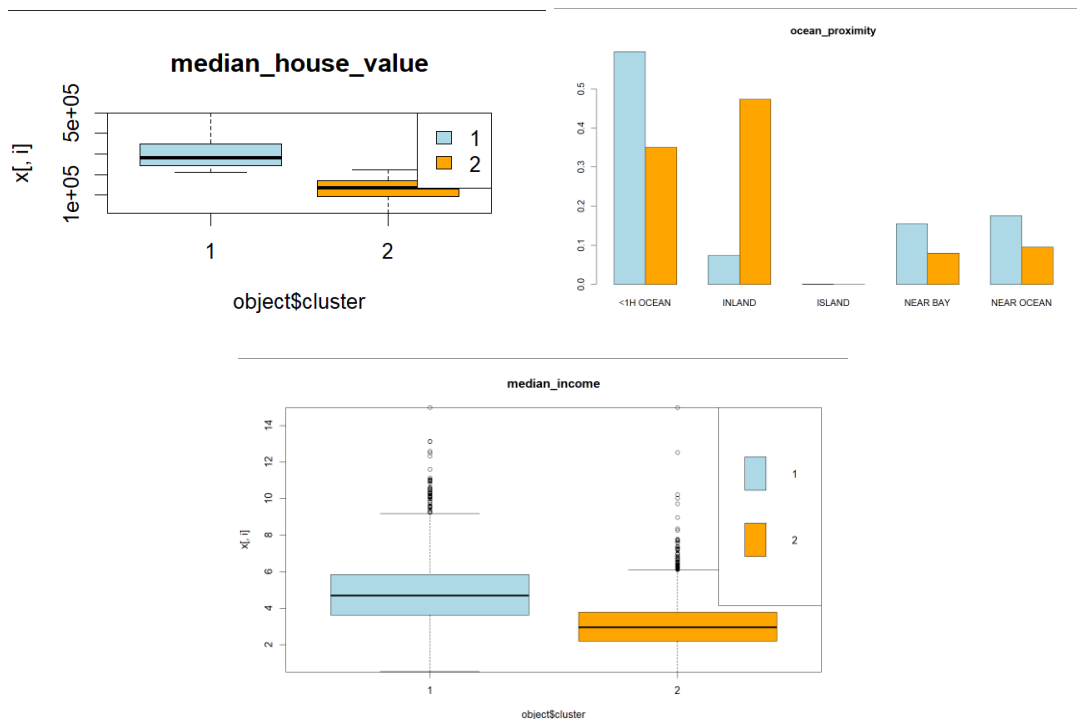 median_house_value
x[, i]
1e+05
5e+05
1
2
1
2
object$cluster
ocean_proximity
0.5
0.4
0.3
0.2
0.1
0.0
<1H OCEAN
INLAND
ISLAND
NEAR BAY
NEAR OCEAN
median_income
x[, i]
14
12
10
8
6
4
2
1
2
1
2
object$cluster